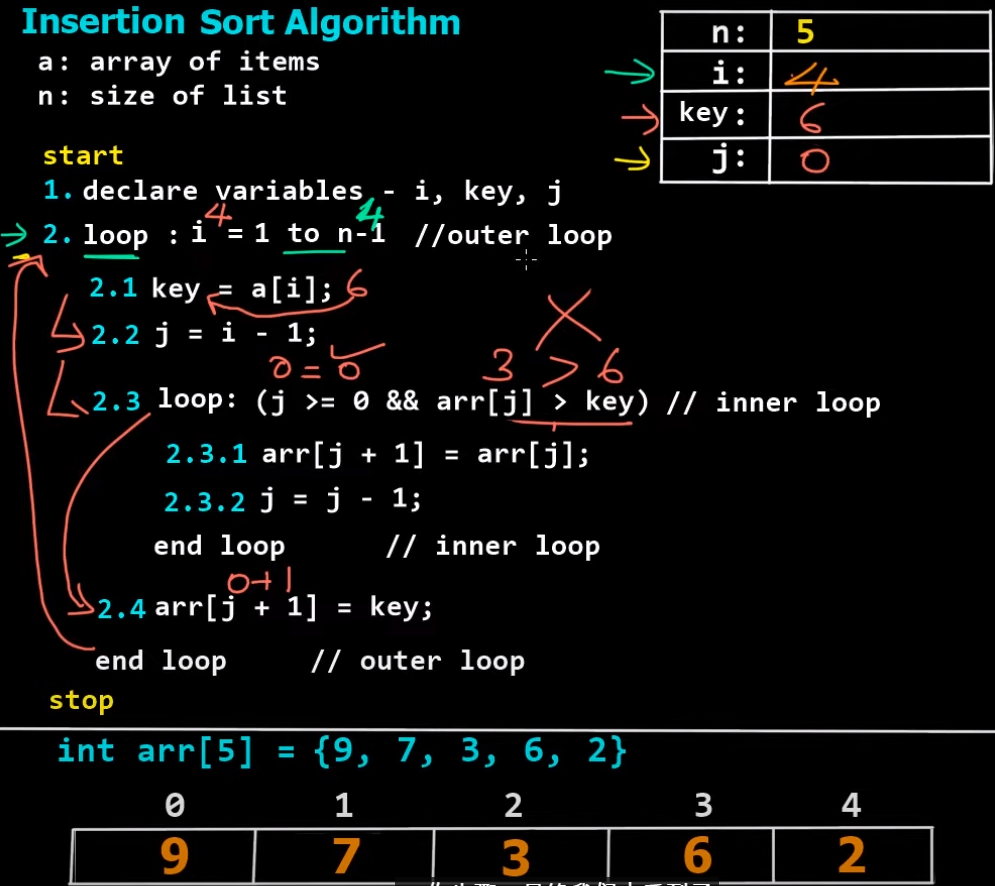 Insertion Sort Algorithm
a: array of items
n: size of list
n: 5
i: 4
key: 6
j: 0
start
1. declare variables - i, key, j
4 4
2. loop : i = 1 to n-1 //outer loop
2.1 key = a[i]; 6
2.2 j = i - 1;
0 = 0 3 > 6
2.3 loop: (j >= 0 && arr[j] > key) // inner loop
2.3.1 arr[j + 1] = arr[j];
2.3.2 j = j - 1;
end loop // inner loop
0+1
2.4 arr[j + 1] = key;
end loop // outer loop
stop
int arr[5] = {9, 7, 3, 6, 2}
0 1 2 3 4
9 7 3 6 2